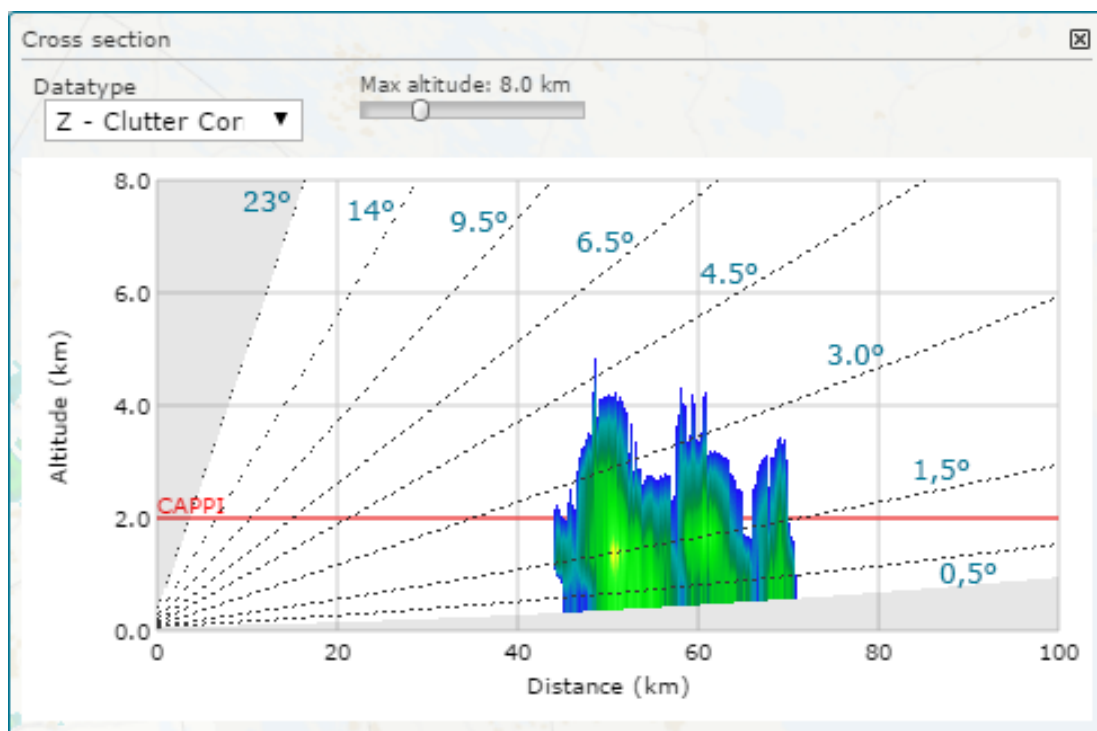 Cross section
Datatype
Max altitude: 8.0 km
Z - Clutter Cor
8.0
23º
14º
9.5º
6.5º
4.5º
6.0
3.0º
4.0
1,5º
CAPPI
2.0
0,5º
0.0
Altitude (km)
0
20
40
60
80
100
Distance (km)